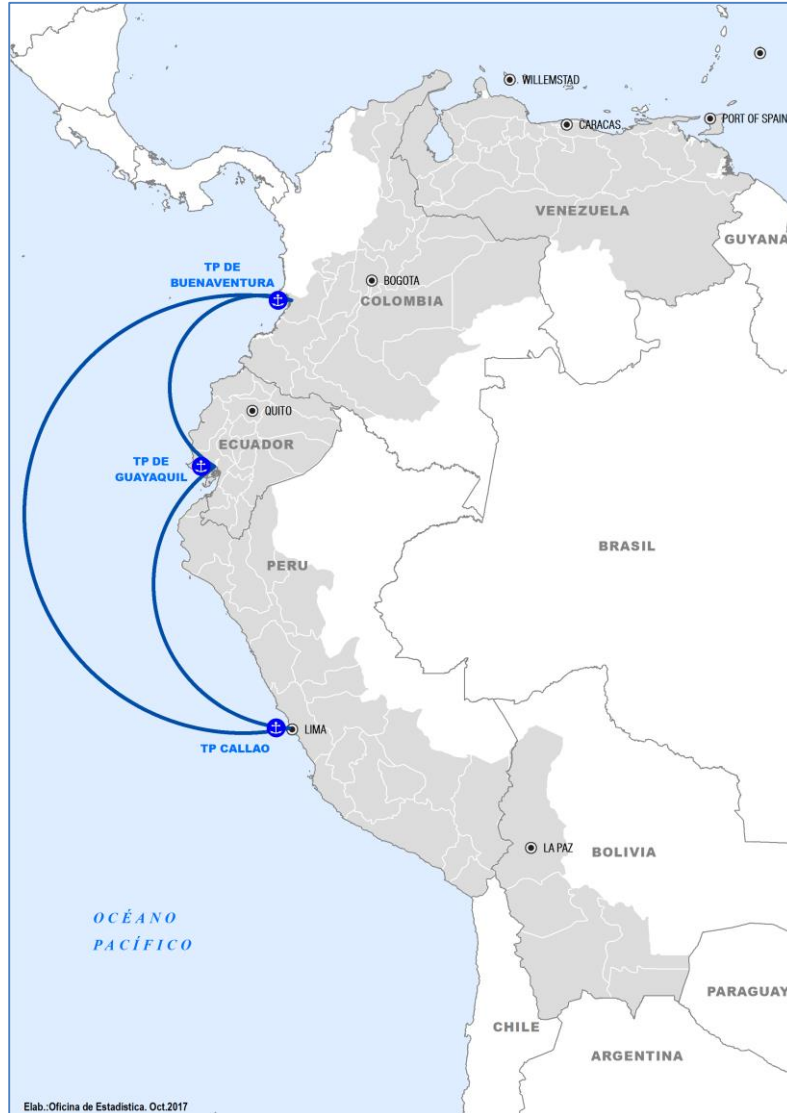 WILLEMSTAD
CARACAS
PORT OF SPAIN
VENEZUELA
GUYANA
TP DE
BUENAVENTURA
BOGOTA
COLOMBIA
QUITO
ECUADOR
TP DE
GUAYAQUIL
BRASIL
PERU
LIMA
TP CALLAO
LA PAZ
BOLIVIA
OCÉANO
PACÍFICO
PARAGUAY
CHILE
ARGENTINA
Elab.:Oficina de Estadistica. Oct.2017